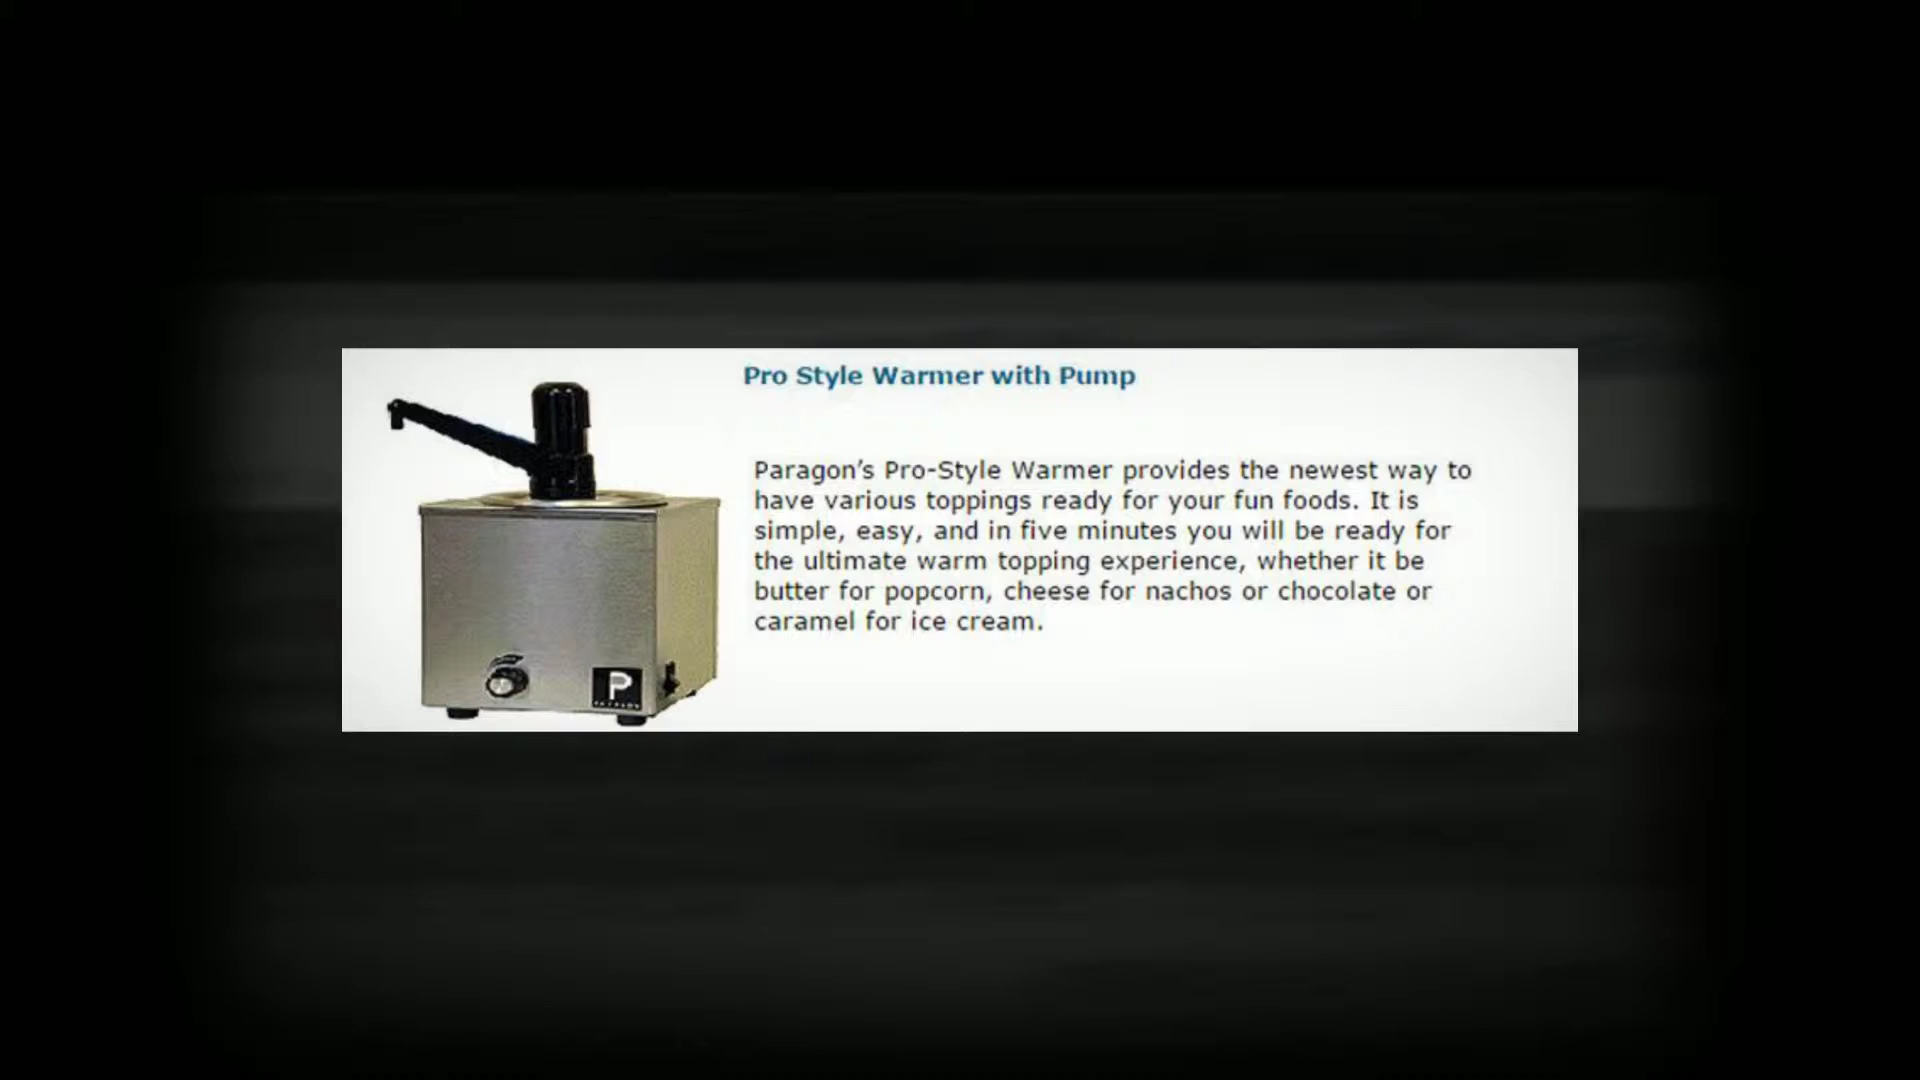 Pro Style Warmer with Pump
Paragon’s Pro-Style Warmer provides the newest way to
have various toppings ready for your fun foods. It is
simple, easy, and in five minutes you will be ready for
the ultimate warm topping experience, whether it be
butter for popcorn, cheese for nachos or chocolate or
caramel for ice cream.
P